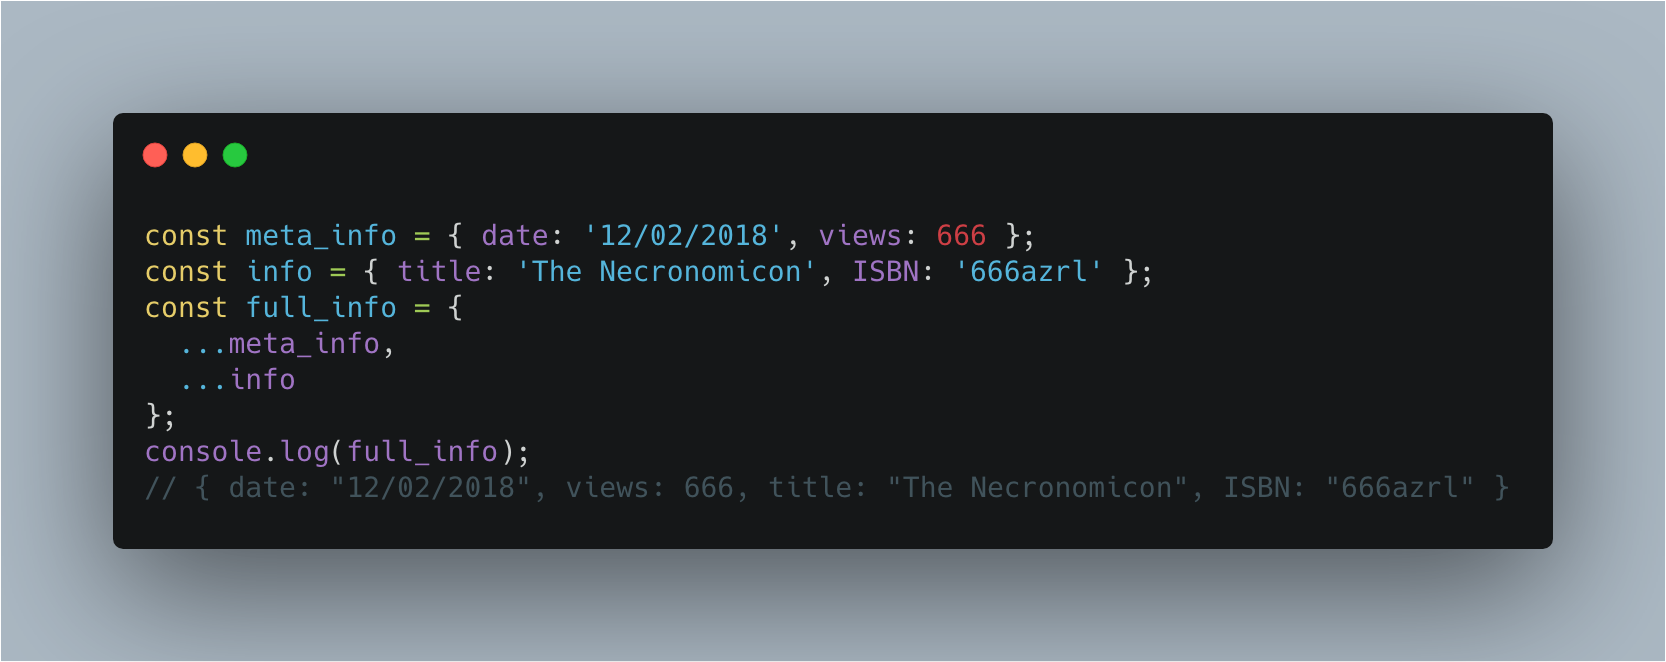 const meta_info = { date: '12/02/2018', views: 666 };
const info = { title: 'The Necronomicon', ISBN: '666azrl' };
const full_info = {
  ...meta_info,
  ...info
};
console.log(full_info);
// { date: "12/02/2018", views: 666, title: "The Necronomicon", ISBN: "666azrl" }